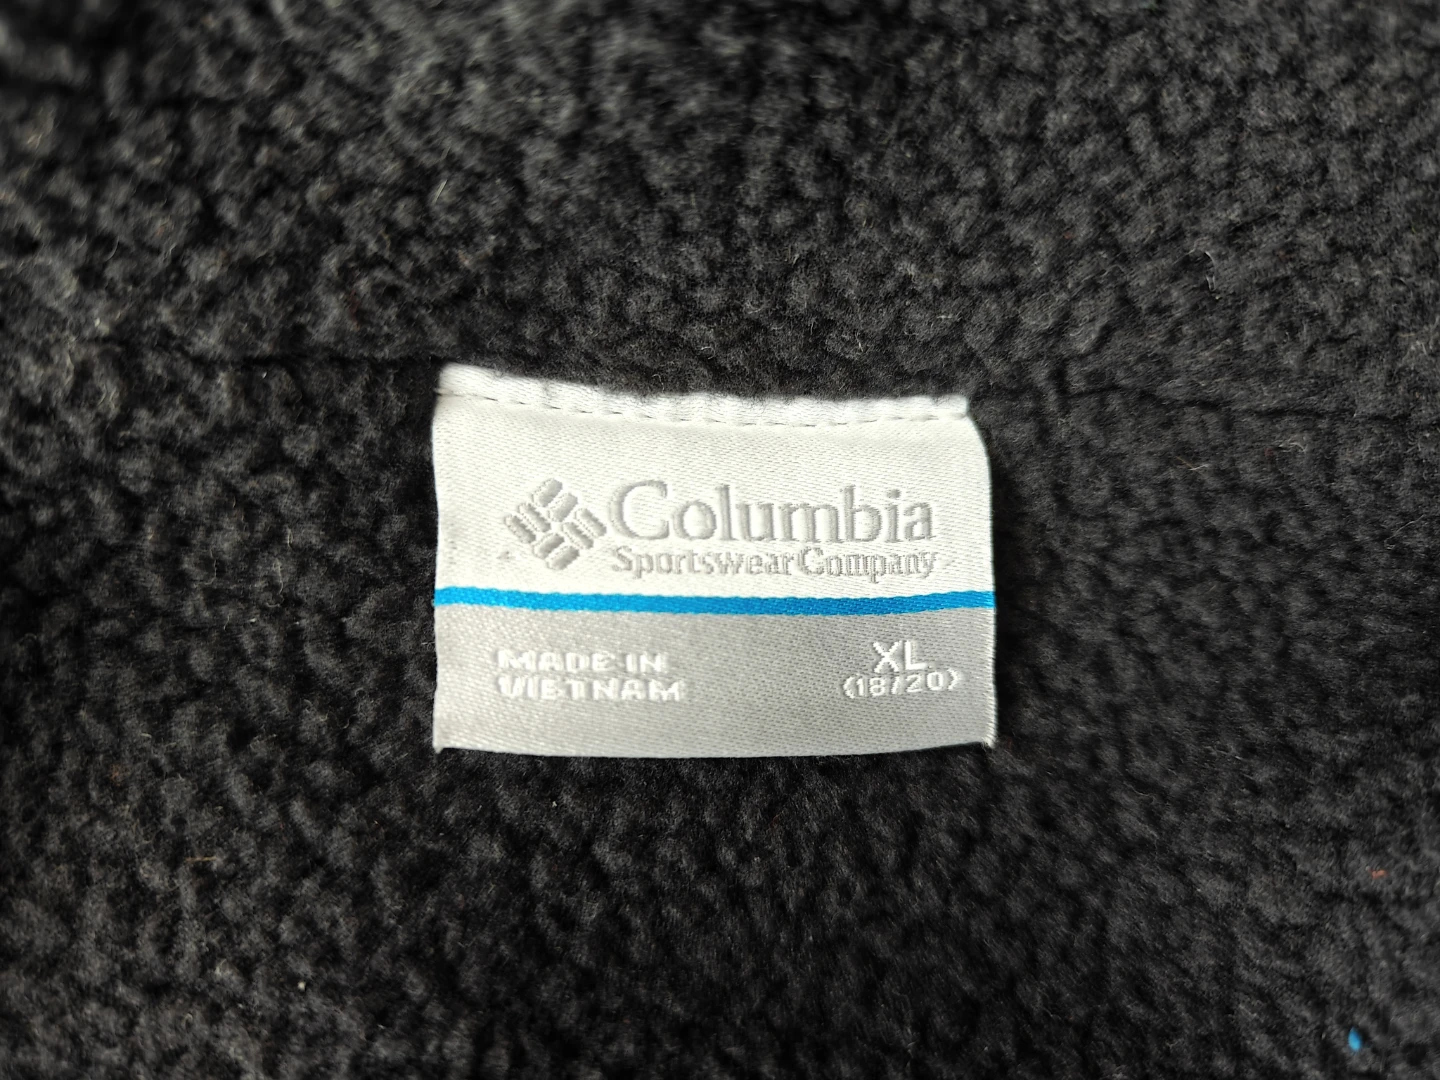 Columbia
Sportswear Company
MADE IN
VIETNAM
XL
(18/20)